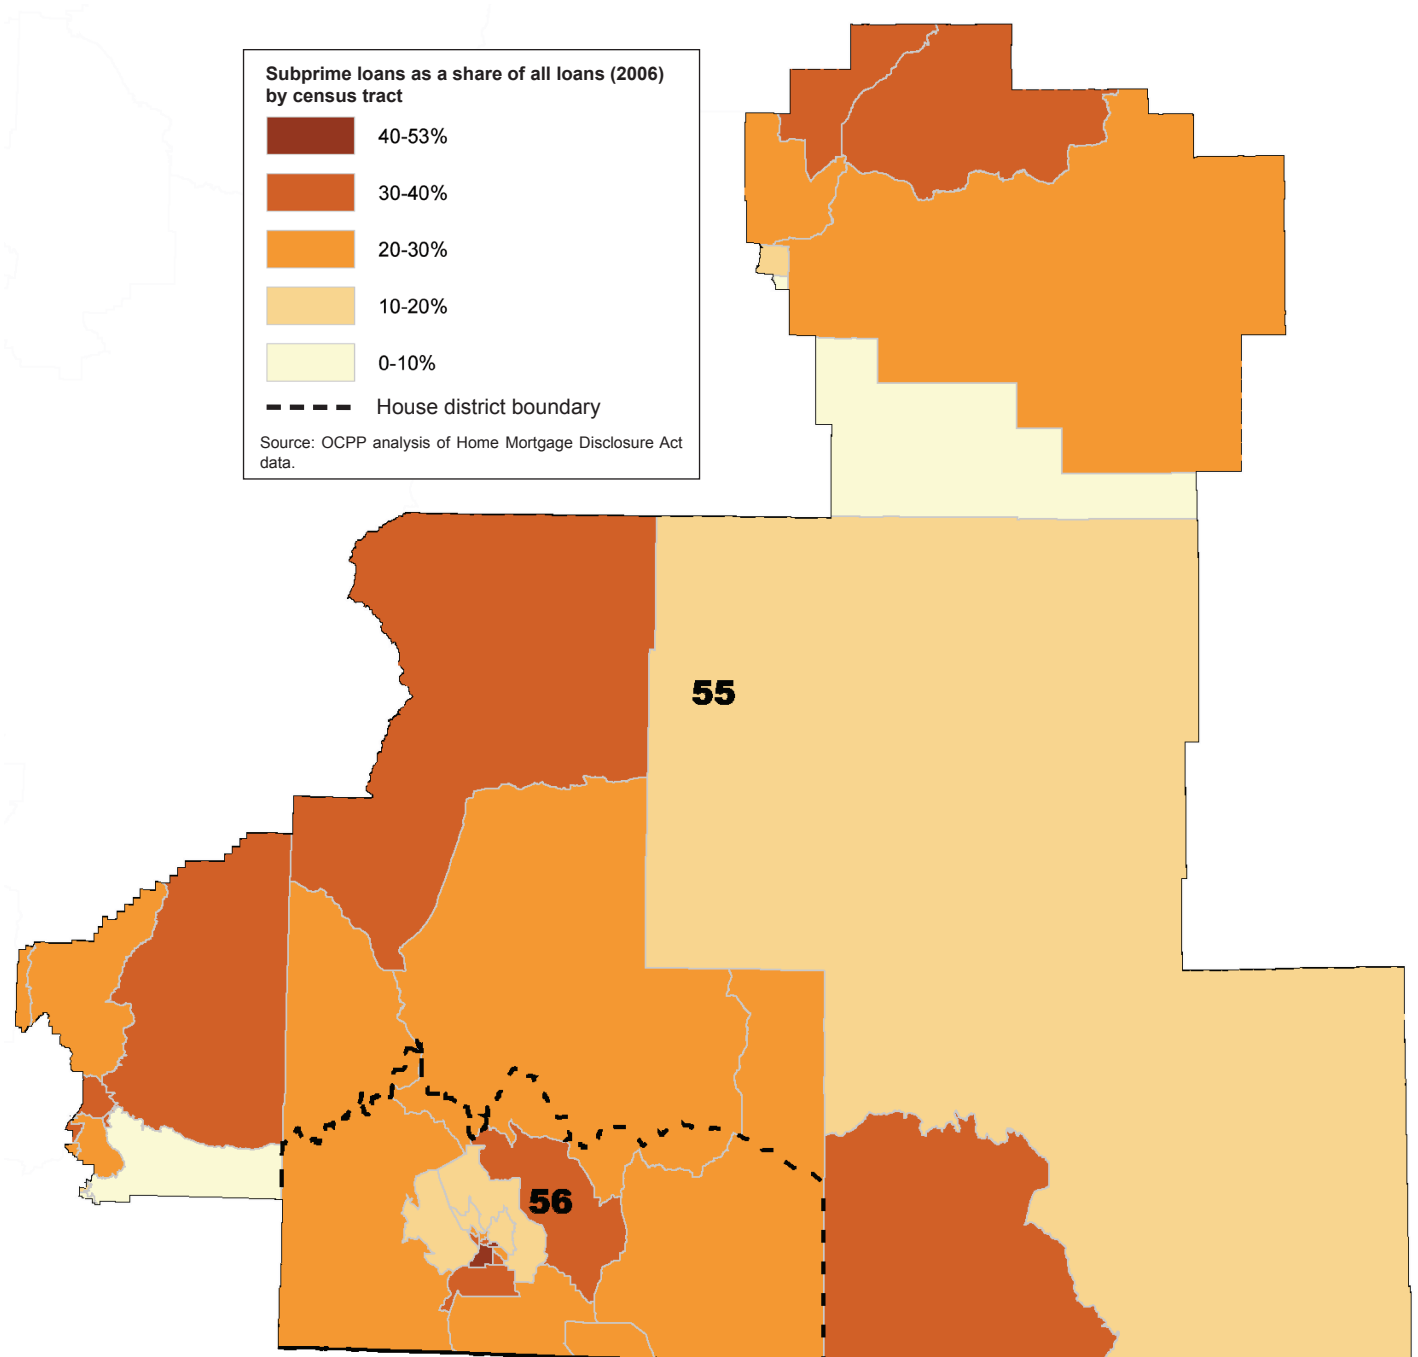 Subprime loans as a share of all loans (2006)
by census tract
40-53%
30-40%
20-30%
10-20%
0-10%
House district boundary
Source: OCPP analysis of Home Mortgage Disclosure Act
data.
55
56